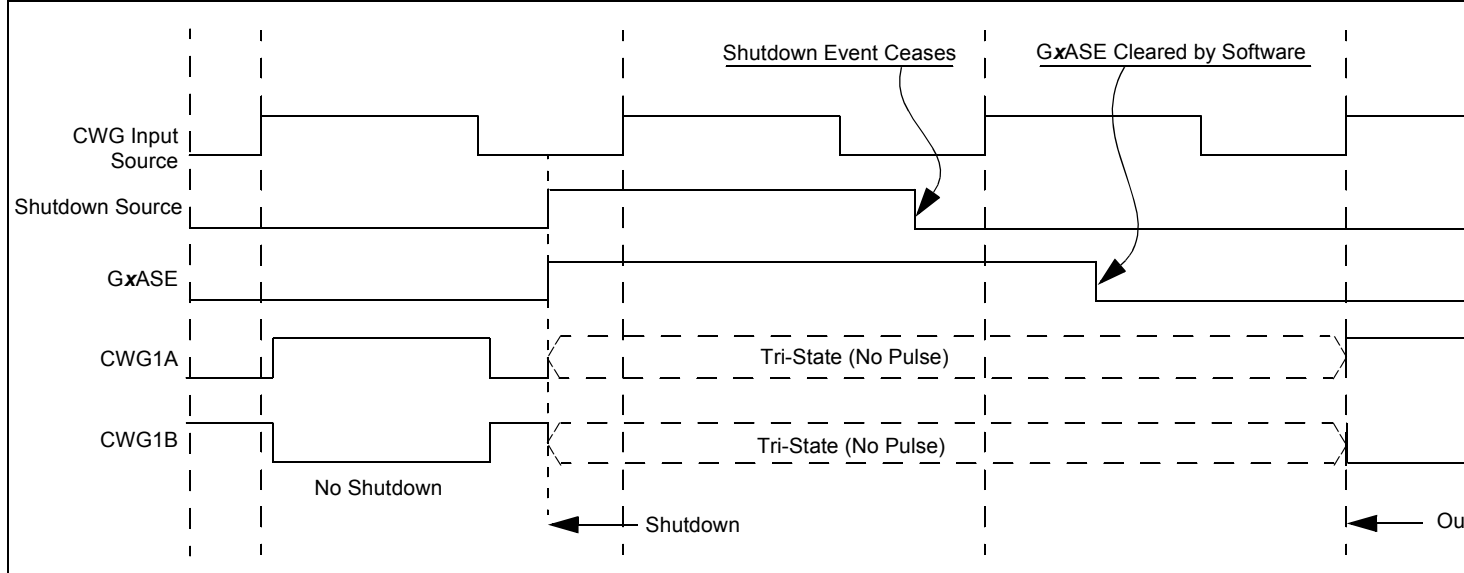 Shutdown Event Ceases
GxASE Cleared by Software
CWG Input
Source
Shutdown Source
GxASE
CWG1A
Tri-State (No Pulse)
CWG1B
Tri-State (No Pulse)
No Shutdown
Shutdown